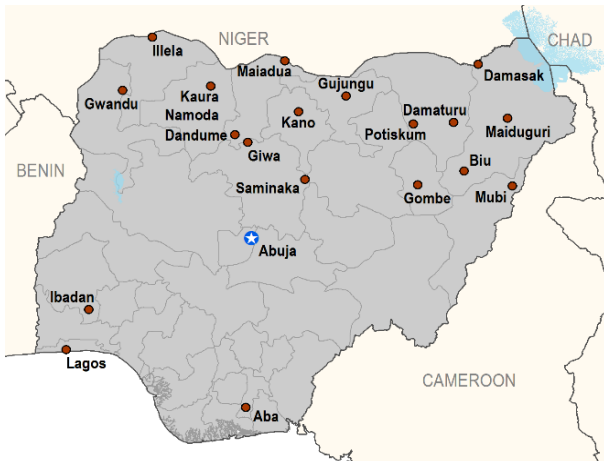 NIGER
Illela
CHAD
Maiadua
Damasak
Gwandu
Kaura
Namoda
Gujungu
Kano
Damaturu
Potiskum
Maiduguri
Dandume
Giwa
BENIN
Biu
Saminaka
Gombe
Mubi
Abuja
Ibadan
Lagos
CAMEROON
Aba